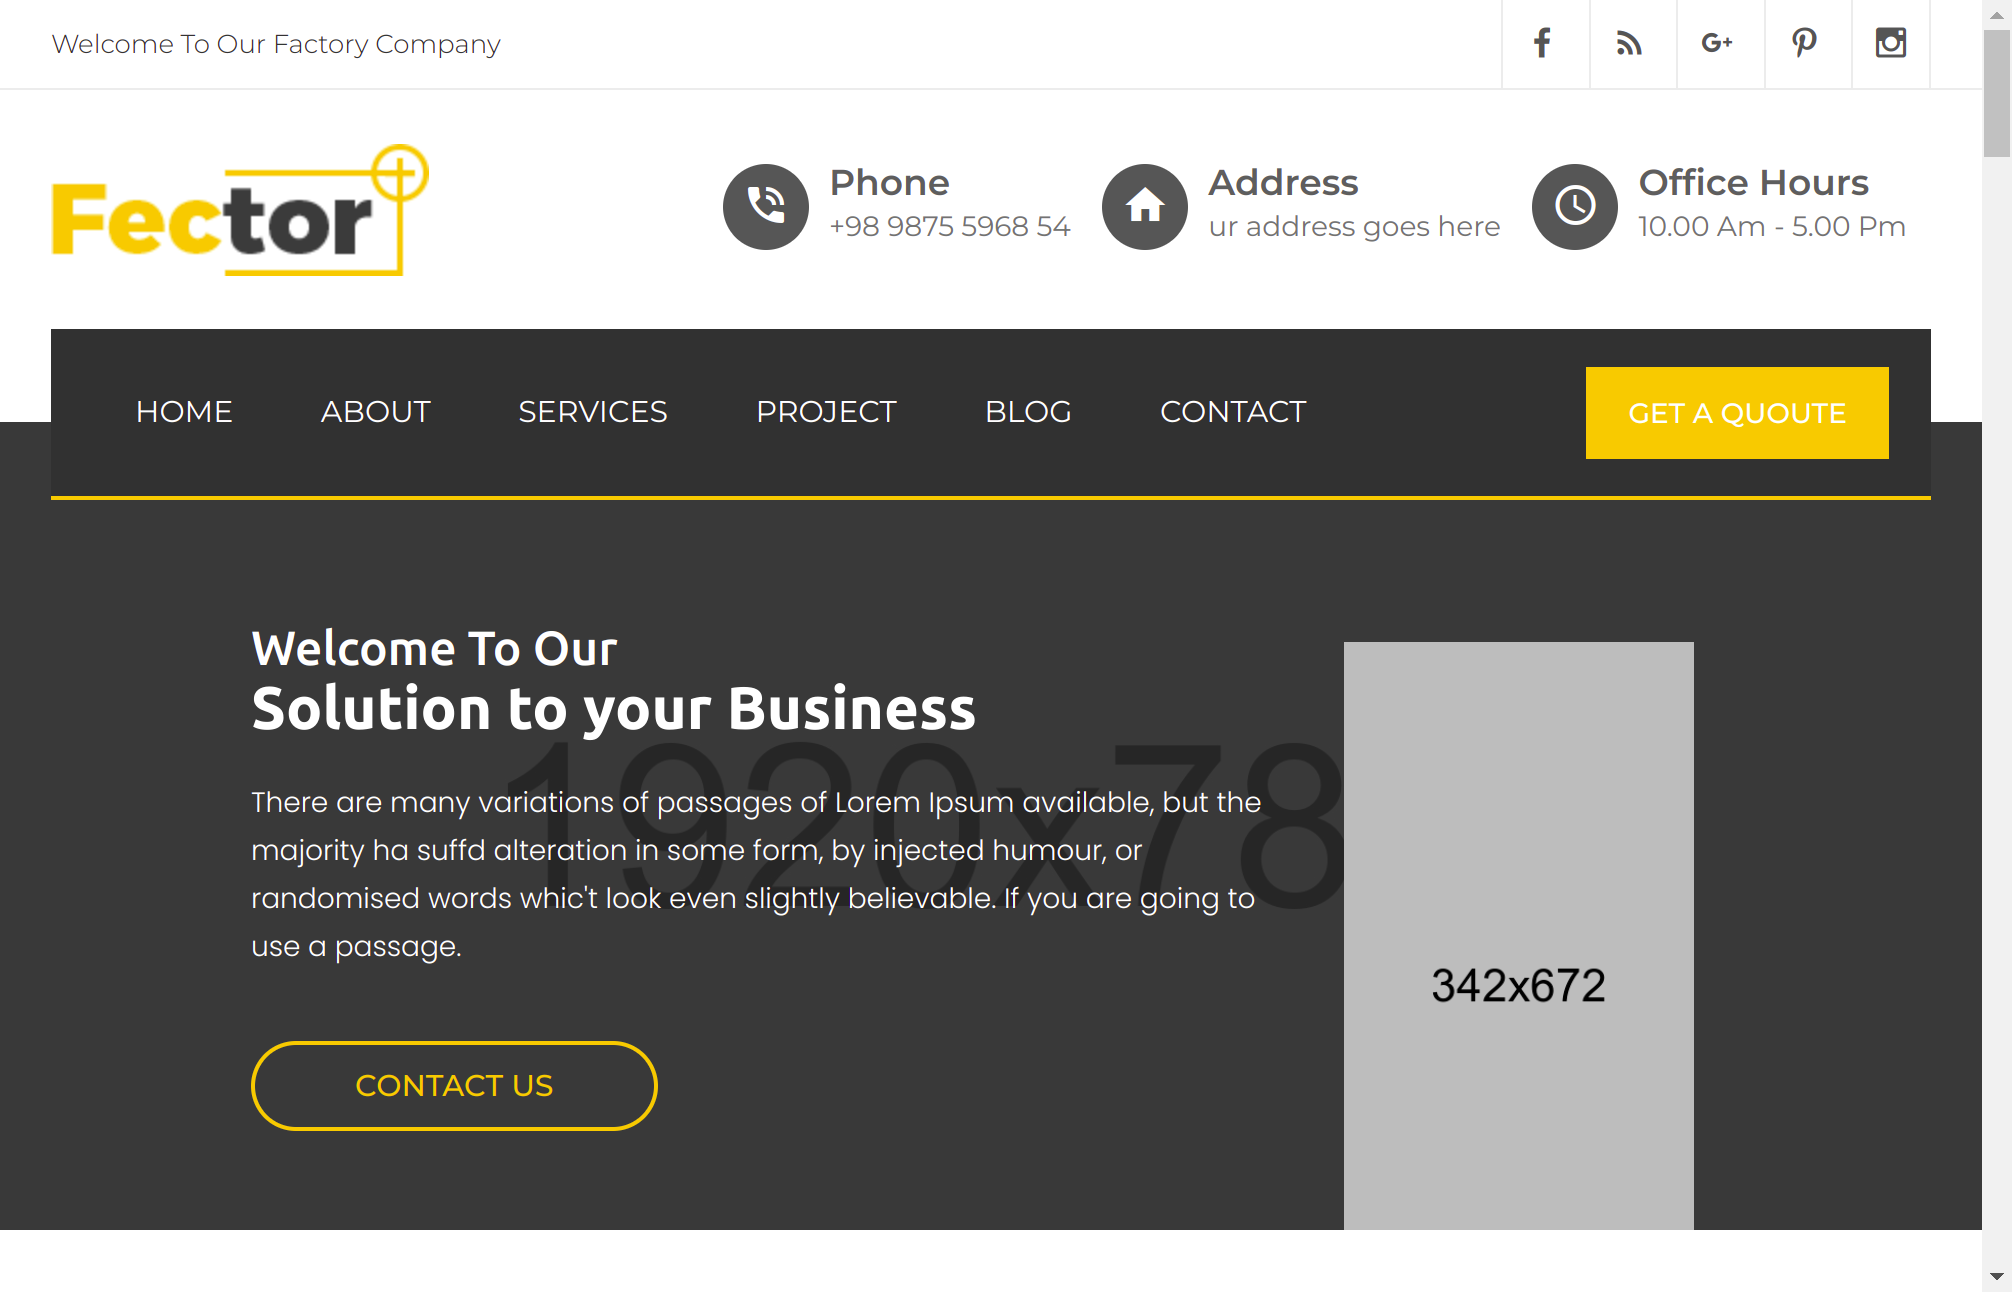 Welcome To Our Factory Company
Fector
Phone
+98 9875 5968 54
Address
ur address goes here
Office Hours
10.00 Am - 5.00 Pm
HOME ABOUT SERVICES PROJECT BLOG CONTACT GET A QUOUTE
Welcome To Our
Solution to your Business
1920x78
There are many variations of passages of Lorem Ipsum available, but the
majority ha suffd alteration in some form, by injected humour, or
randomised words whic't look even slightly believable. If you are going to
use a passage.
342x672
CONTACT US